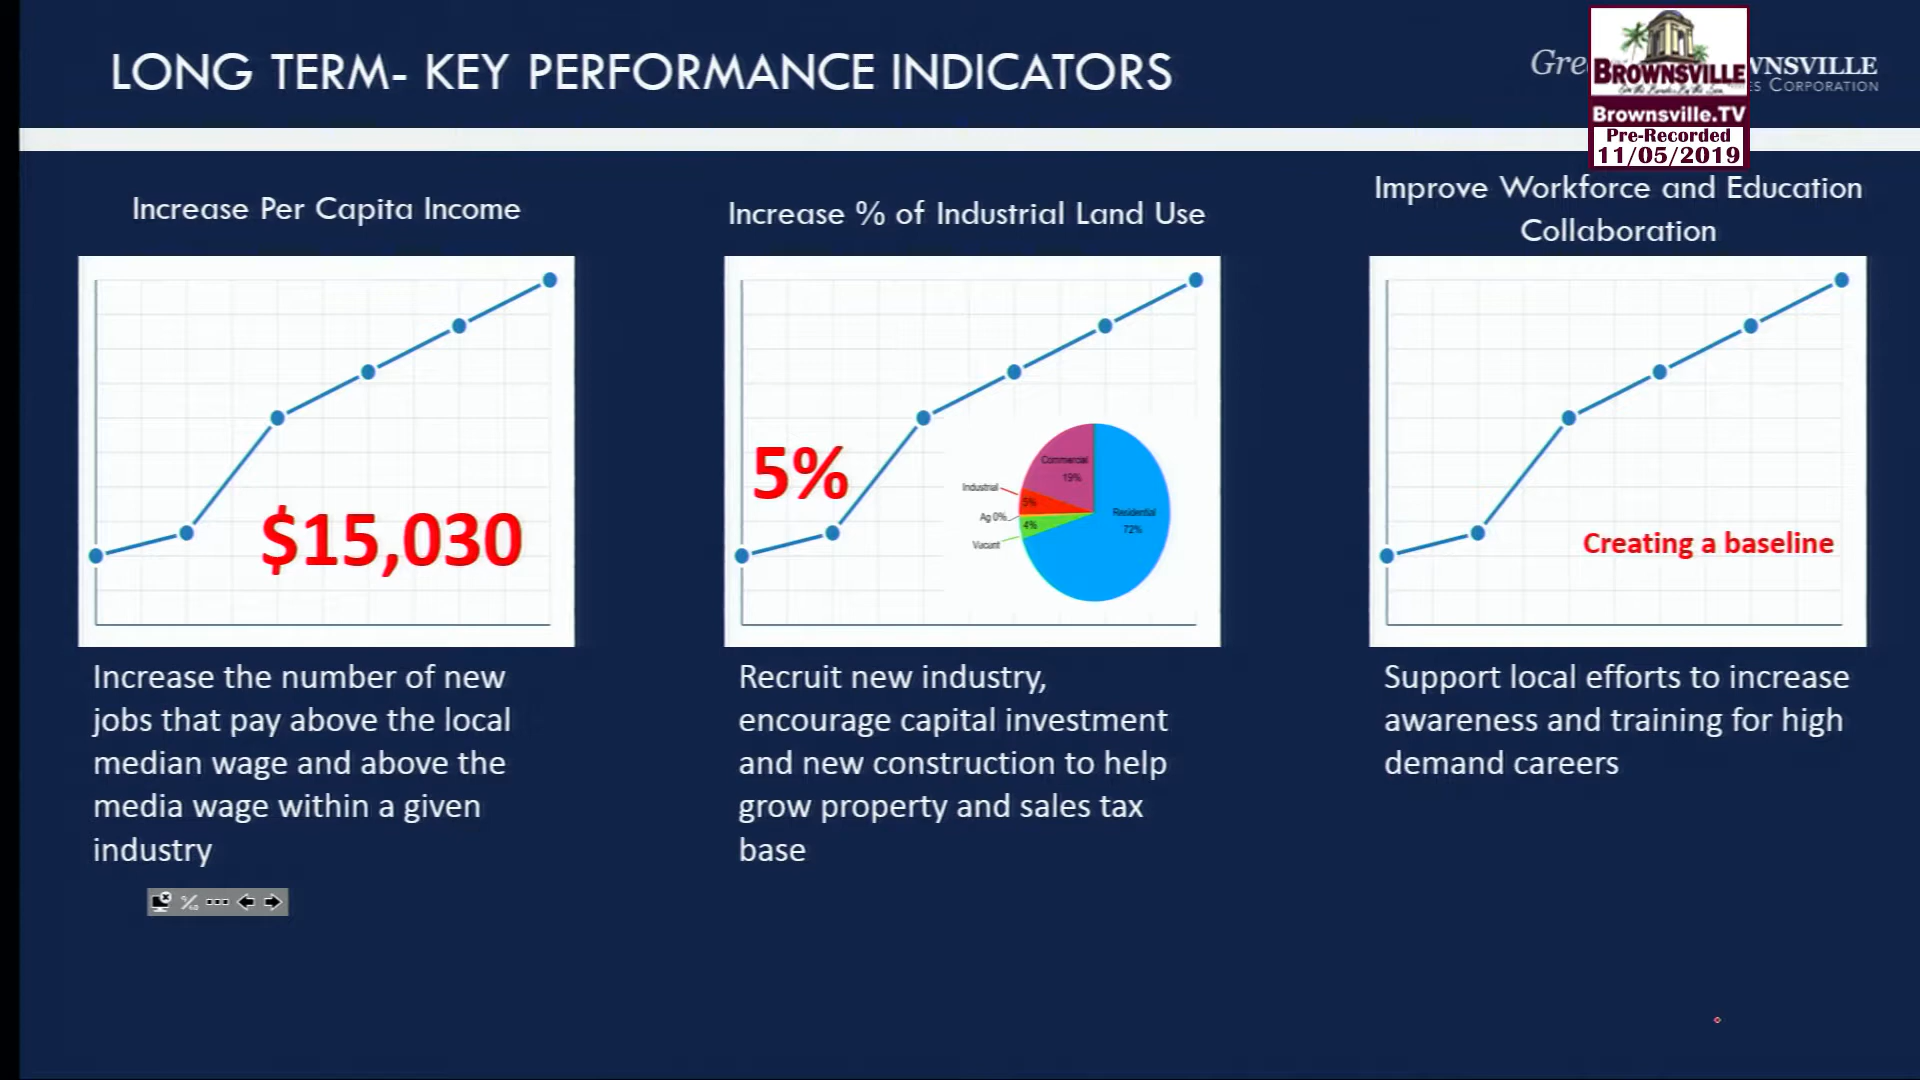 LONG TERM- KEY PERFORMANCE INDICATORS
Gre
WNSVILLE
ES CORPORATION
BROWNSVILLE
Brownsville.TV
Pre-Recorded
11/05/2019
Increase Per Capita Income
$15,030
Increase the number of new
jobs that pay above the local
median wage and above the
media wage within a given
industry
Increase % of Industrial Land Use
5%
Commercial
19%
Industrial
5%
Ag 0%
4%
Vacant
Residential
72%
Recruit new industry,
encourage capital investment
and new construction to help
grow property and sales tax
base
Improve Workforce and Education
Collaboration
Creating a baseline
Support local efforts to increase
awareness and training for high
demand careers